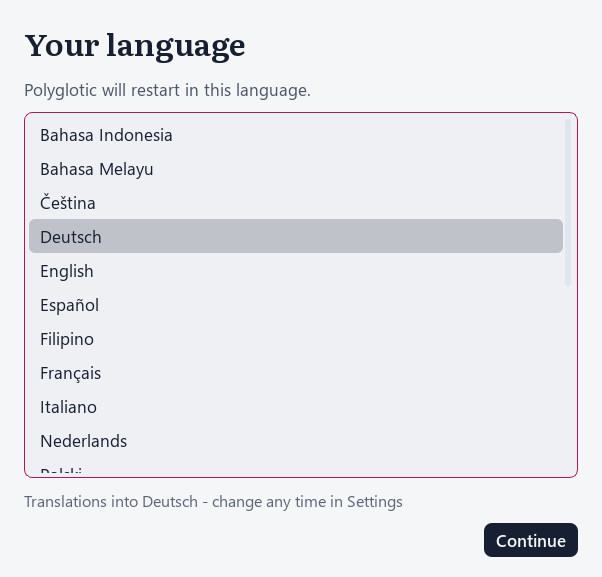 Your language
Polyglotic will restart in this language.
Bahasa Indonesia
Bahasa Melayu
Čeština
Deutsch
English
Español
Filipino
Français
Italiano
Nederlands
Polski
Translations into Deutsch - change any time in Settings
Continue